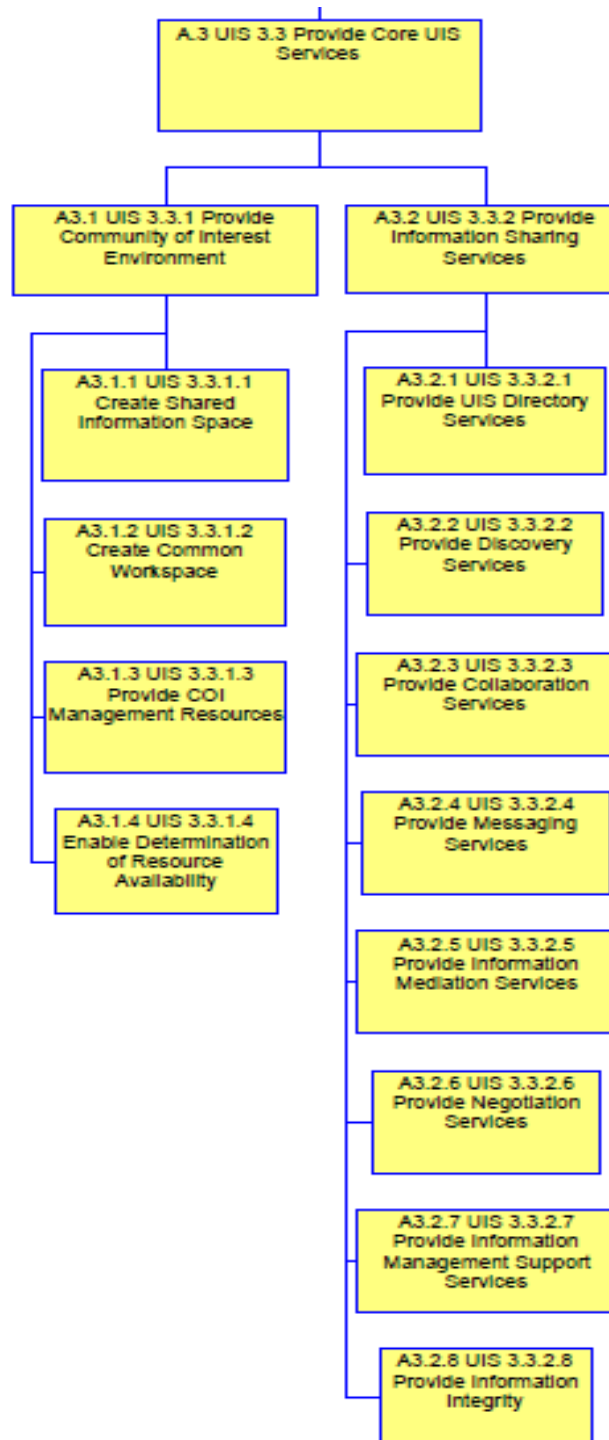 A.3 UIS 3.3 Provide Core UIS
Services
A3.1 UIS 3.3.1 Provide
Community of Interest
Environment
A3.1.1 UIS 3.3.1.1
Create Shared
Information Space
A3.1.2 UIS 3.3.1.2
Create Common
Workspace
A3.1.3 UIS 3.3.1.3
Provide COI
Management Resources
A3.1.4 UIS 3.3.1.4
Enable Determination
of Resource
Availability
A3.2 UIS 3.3.2 Provide
Information Sharing
Services
A3.2.1 UIS 3.3.2.1
Provide UIS Directory
Services
A3.2.2 UIS 3.3.2.2
Provide Discovery
Services
A3.2.3 UIS 3.3.2.3
Provide Collaboration
Services
A3.2.4 UIS 3.3.2.4
Provide Messaging
Services
A3.2.5 UIS 3.3.2.5
Provide Information
Mediation Services
A3.2.6 UIS 3.3.2.6
Provide Negotiation
Services
A3.2.7 UIS 3.3.2.7
Provide Information
Management Support
Services
A3.2.8 UIS 3.3.2.8
Provide Information
Integrity